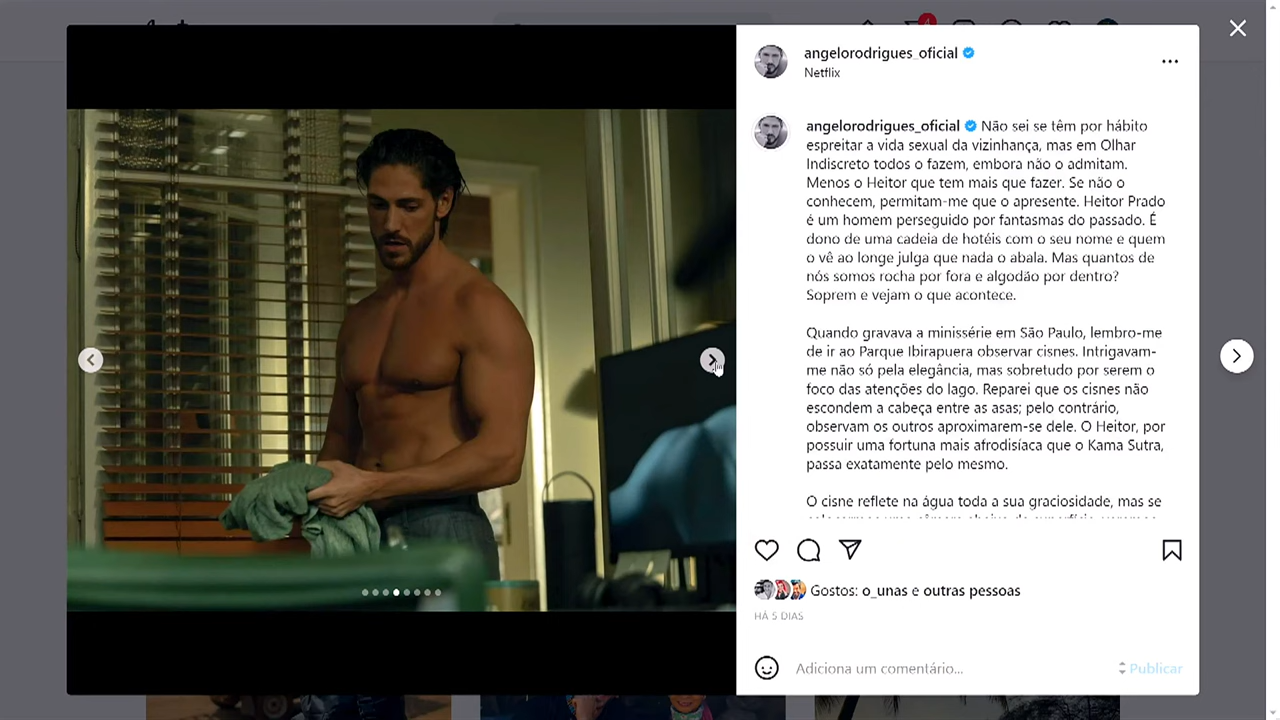 4
angelorodrigues_oficial
Netflix
angelorodrigues_oficial Não sei se têm por hábito
espreitar a vida sexual da vizinhança, mas em Olhar
Indiscreto todos o fazem, embora não o admitam.
Menos o Heitor que tem mais que fazer. Se não o
conhecem, permitam-me que o apresente. Heitor Prado
é um homem perseguido por fantasmas do passado. É
dono de uma cadeia de hotéis com o seu nome e quem
o vê ao longe julga que nada o abala. Mas quantos de
nós somos rocha por fora e algodão por dentro?
Soprem e vejam o que acontece.
Quando gravava a minissérie em São Paulo, lembro-me
de ir ao Parque Ibirapuera observar cisnes. Intrigavam-
me não só pela elegância, mas sobretudo por serem o
foco das atenções do lago. Reparei que os cisnes não
escondem a cabeça entre as asas; pelo contrário,
observam os outros aproximarem-se dele. O Heitor, por
possuir uma fortuna mais afrodisíaca que o Kama Sutra,
passa exatamente pelo mesmo.
O cisne reflete na água toda a sua graciosidade, mas se
Gostos: o_unas e outras pessoas
HÁ 5 DIAS
Adiciona um comentário...
Publicar